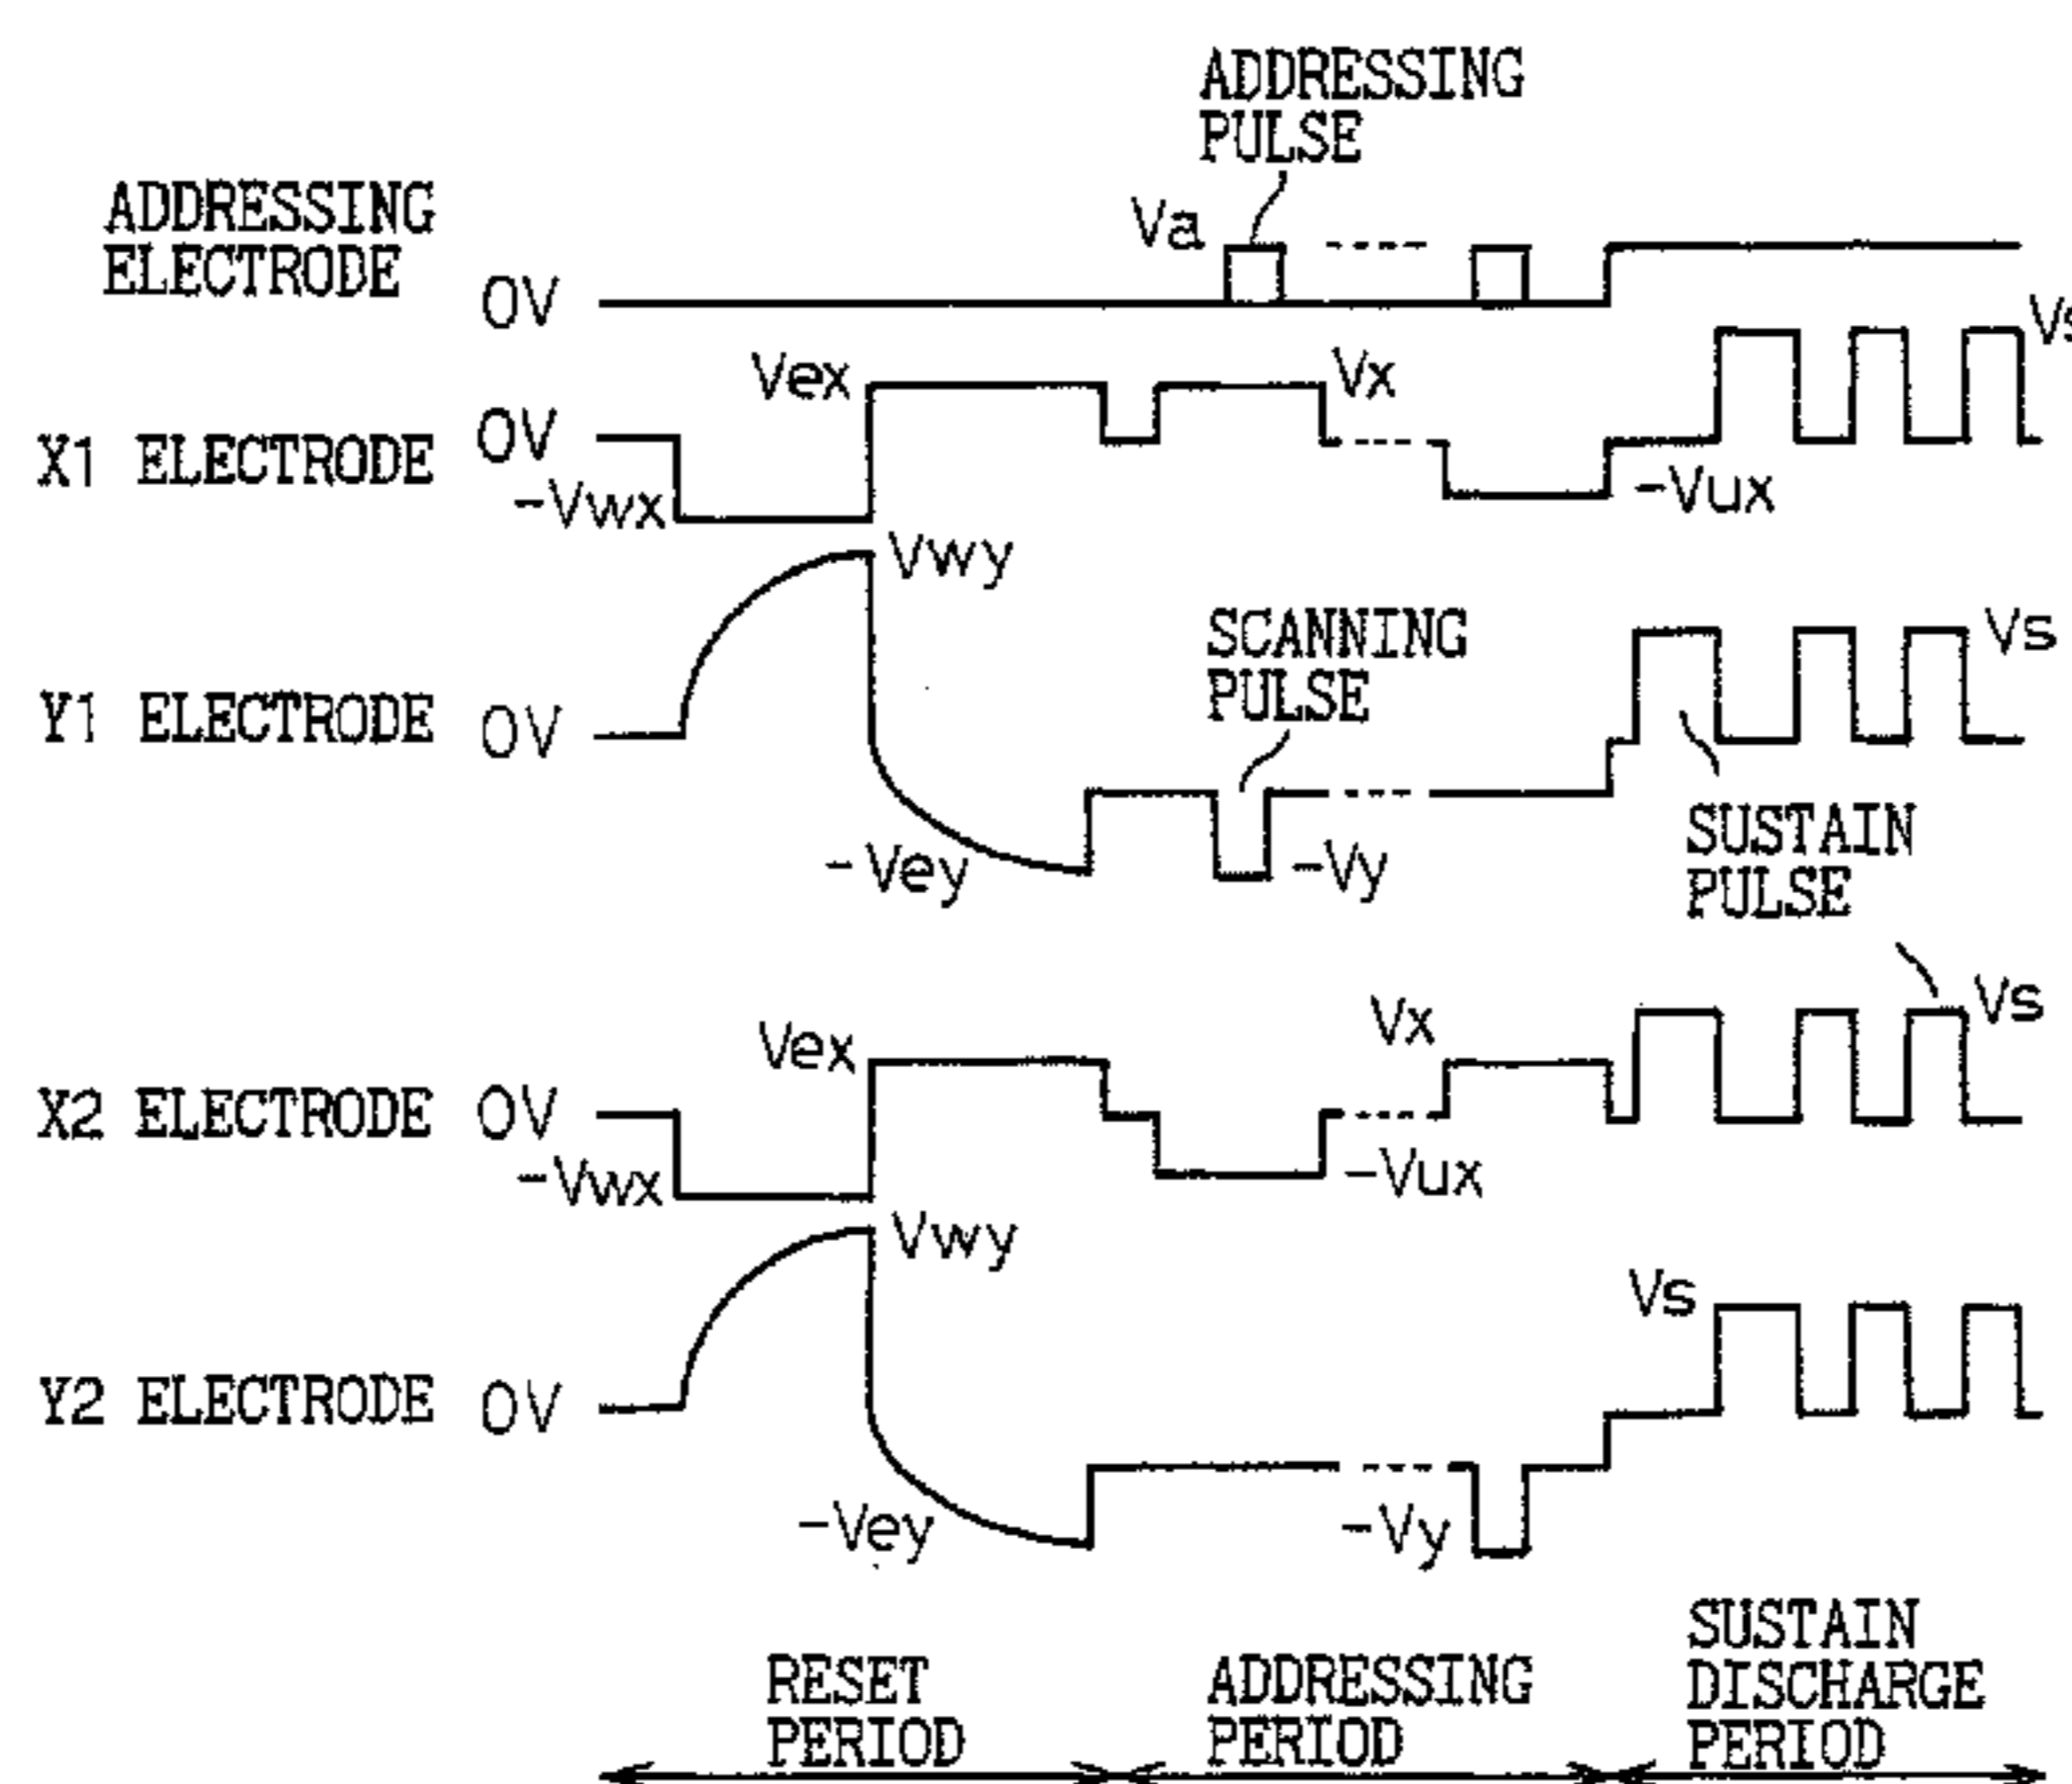 ADDRESSING
PULSE
ADDRESSING
ELECTRODE
Va
0V
Vs
Vex
Vx
X1 ELECTRODE
0V
-Vwx
-Vux
Vwy
SCANNING
PULSE
Vs
Y1 ELECTRODE
0V
-Vey
-Vy
SUSTAIN
PULSE
Vs
Vex
Vx
X2 ELECTRODE
0V
-Vwx
-Vux
Vwy
Vs
Y2 ELECTRODE
0V
-Vey
-Vy
RESET
PERIOD
ADDRESSING
PERIOD
SUSTAIN
DISCHARGE
PERIOD